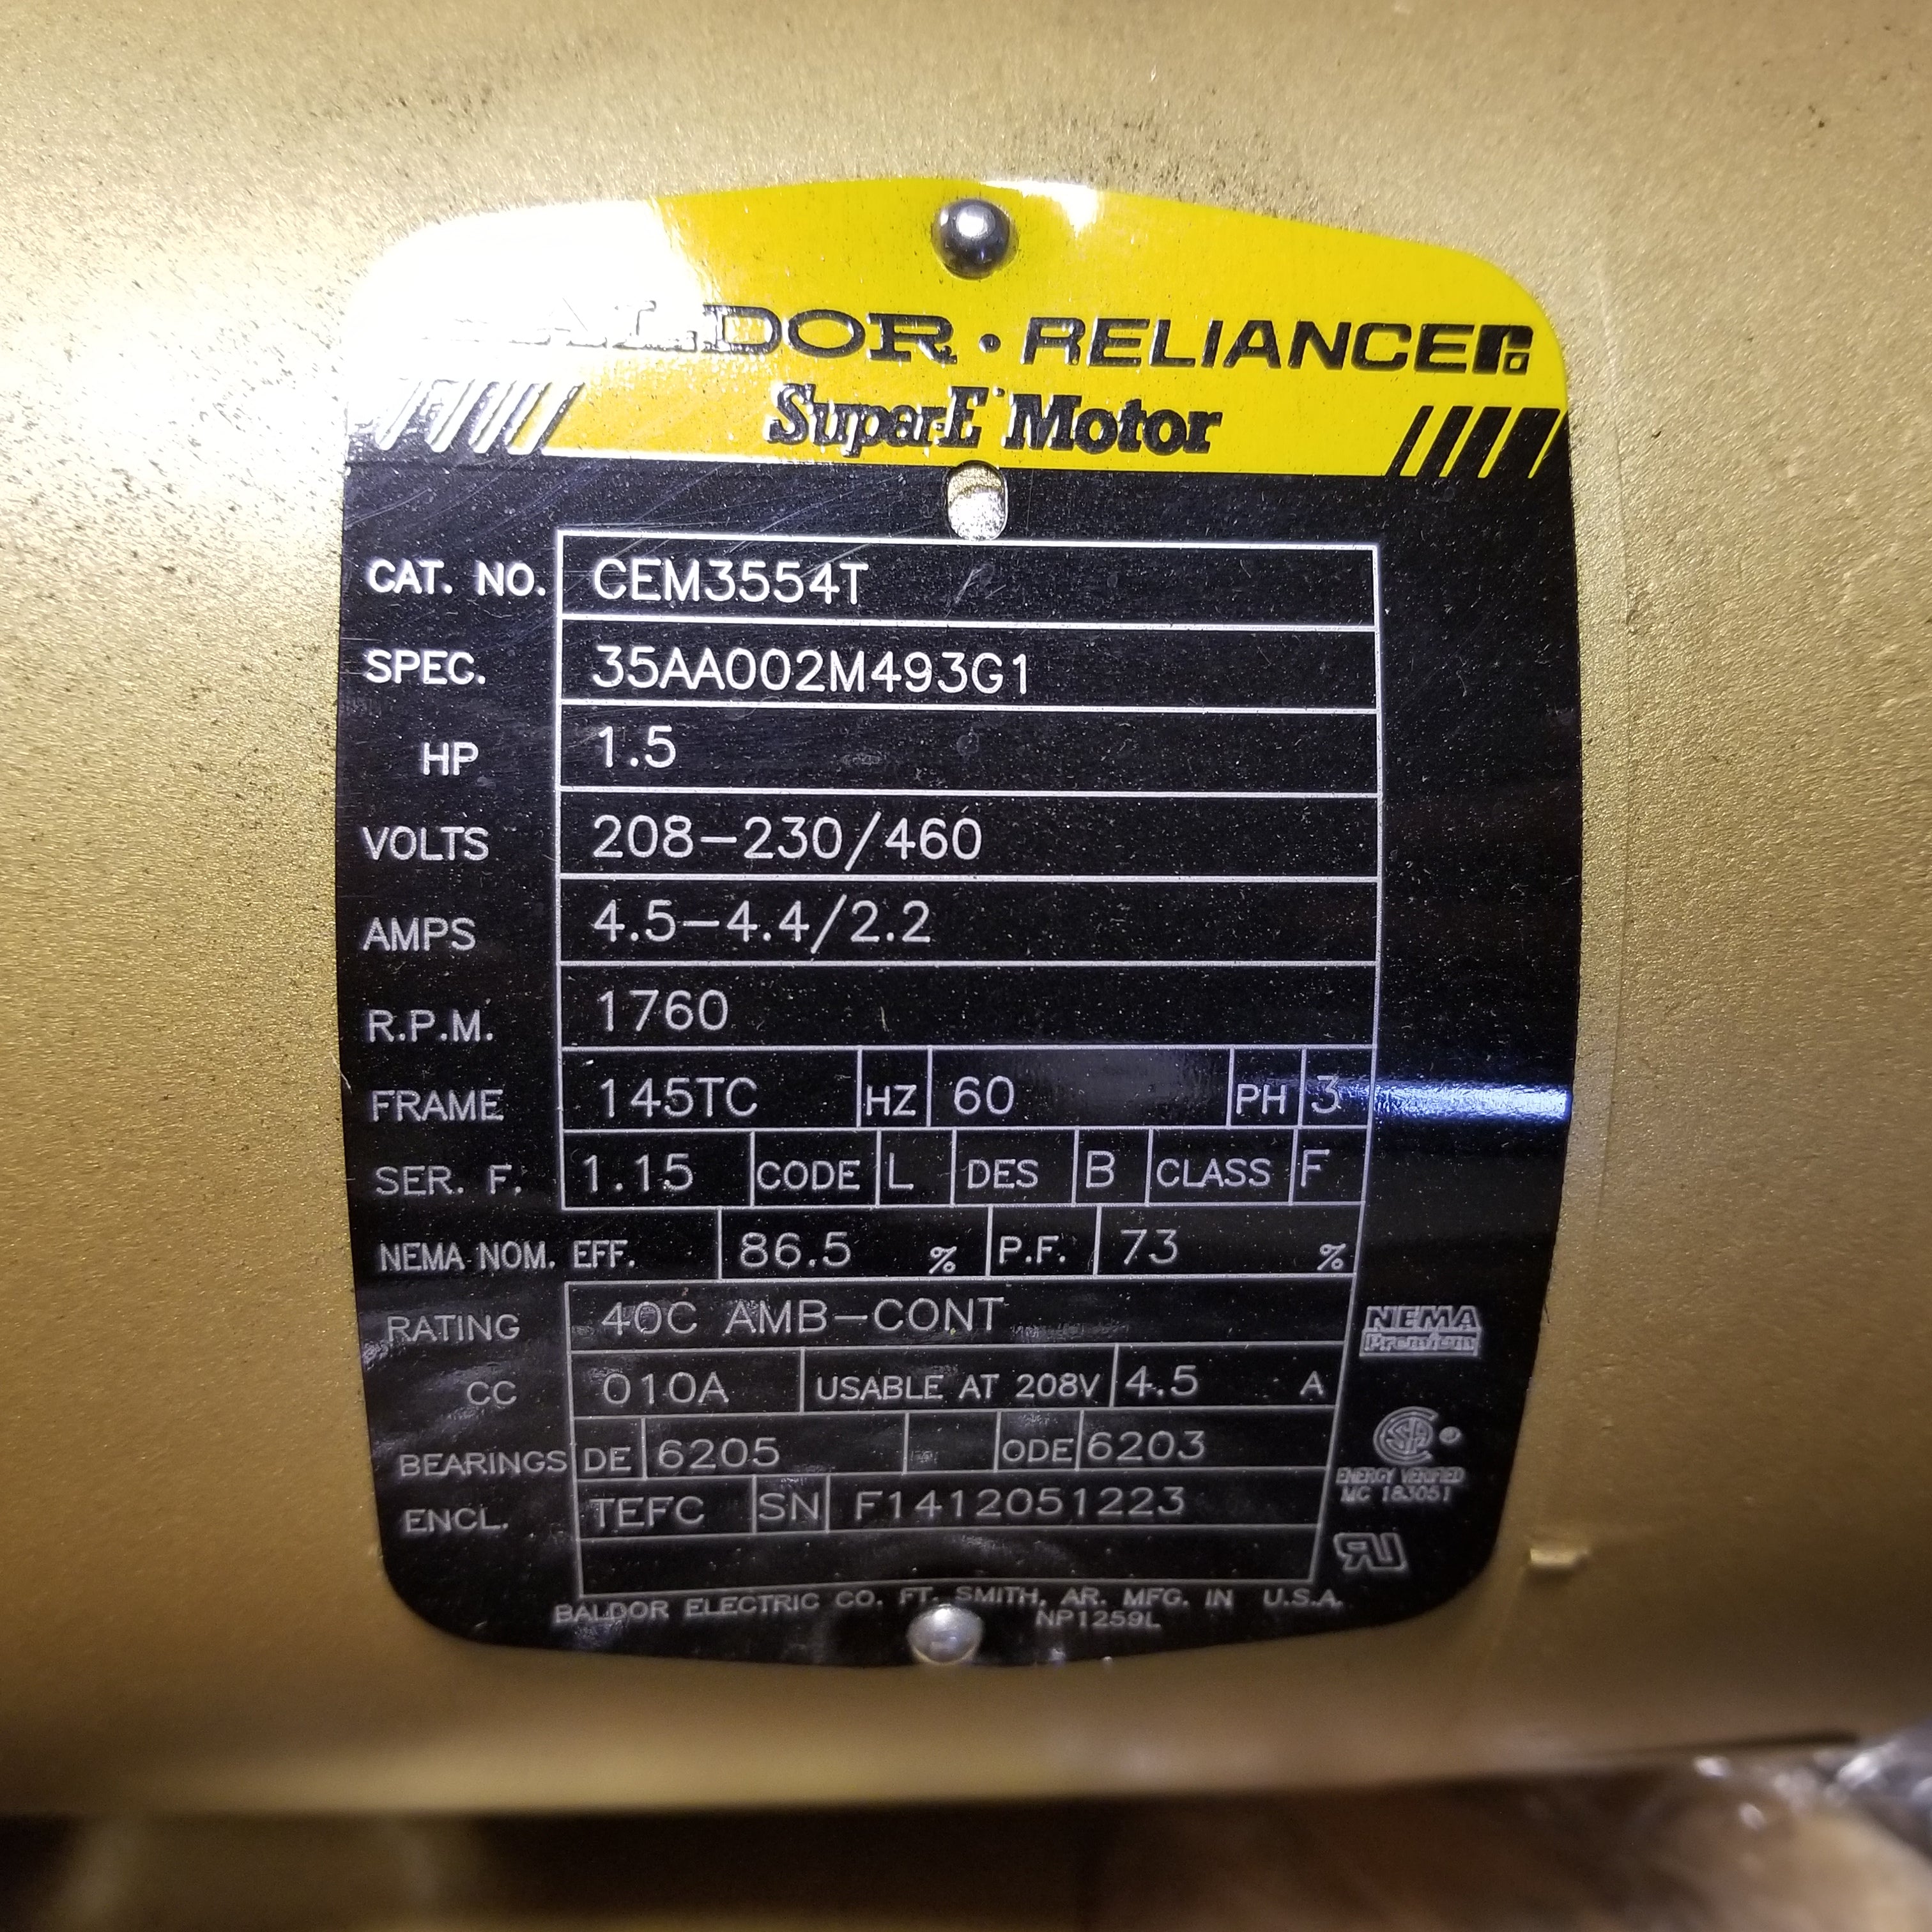 BALDOR • RELIANCE
Super-E Motor
CAT. NO. CEM3554T
SPEC. 35AA002M493G1
HP 1.5
VOLTS 208-230/460
AMPS 4.5-4.4/2.2
R.P.M. 1760
FRAME 145TC HZ 60 PH 3
SER. F. 1.15 CODE L DES B CLASS F
NEMA NOM. EFF. 86.5 % P.F. 73 %
RATING 40C AMB-CONT
NEMA
Premium
CC 010A USABLE AT 208V 4.5 A
BEARINGS DE 6205 ODE 6203
ENERGY VERIFIED
MC 183051
ENCL. TEFC SN F1412051223
BALDOR ELECTRIC CO. FT. SMITH, AR. MFG. IN U.S.A.
NP1259L